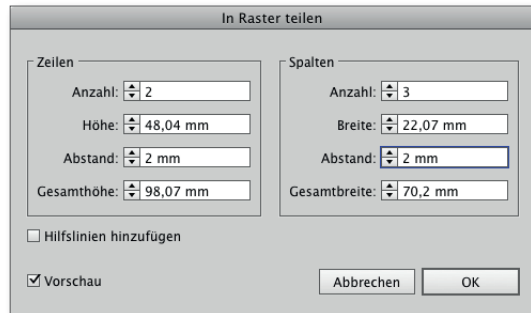 In Raster teilen
Zeilen
Anzahl: 2
Höhe: 48,04 mm
Abstand: 2 mm
Gesamthöhe: 98,07 mm
Spalten
Anzahl: 3
Breite: 22,07 mm
Abstand: 2 mm
Gesamtbreite: 70,2 mm
Hilfslinien hinzufügen
Vorschau
Abbrechen
OK